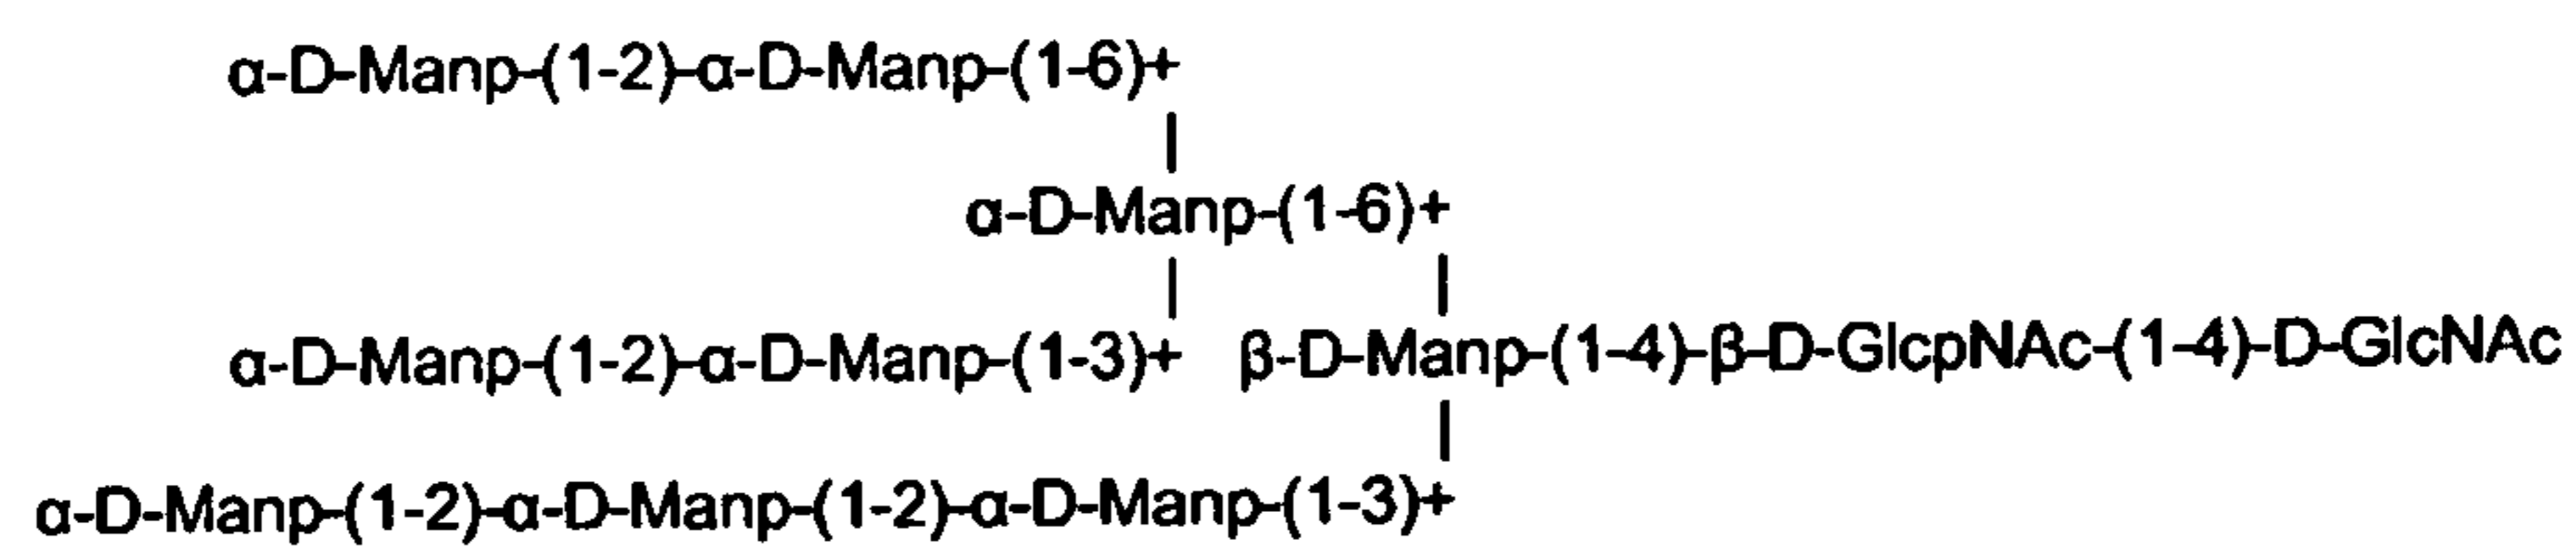 α-D-Manp-(1-2)-α-D-Manp-(1-6)+
|
α-D-Manp-(1-6)+
| |
α-D-Manp-(1-2)-α-D-Manp-(1-3)+ β-D-Manp-(1-4)-β-D-GlcpNAc-(1-4)-D-GlcNAc
|
α-D-Manp-(1-2)-α-D-Manp-(1-2)-α-D-Manp-(1-3)+